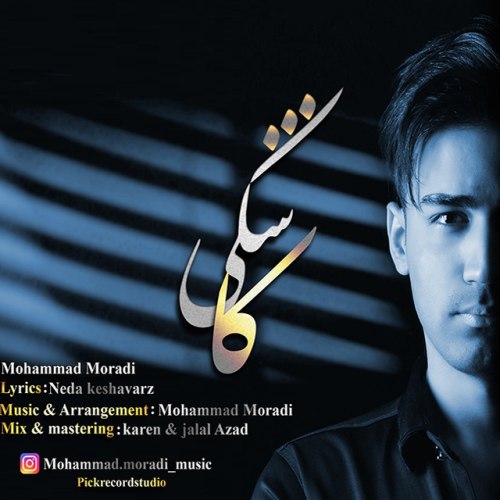 کاشکی
Mohammad Moradi
Lyrics:Neda keshavarz
Music & Arrangement: Mohammad Moradi
Mix & mastering:karen & jalal Azad
Mohammad.moradi_music
Pickrecordstudio